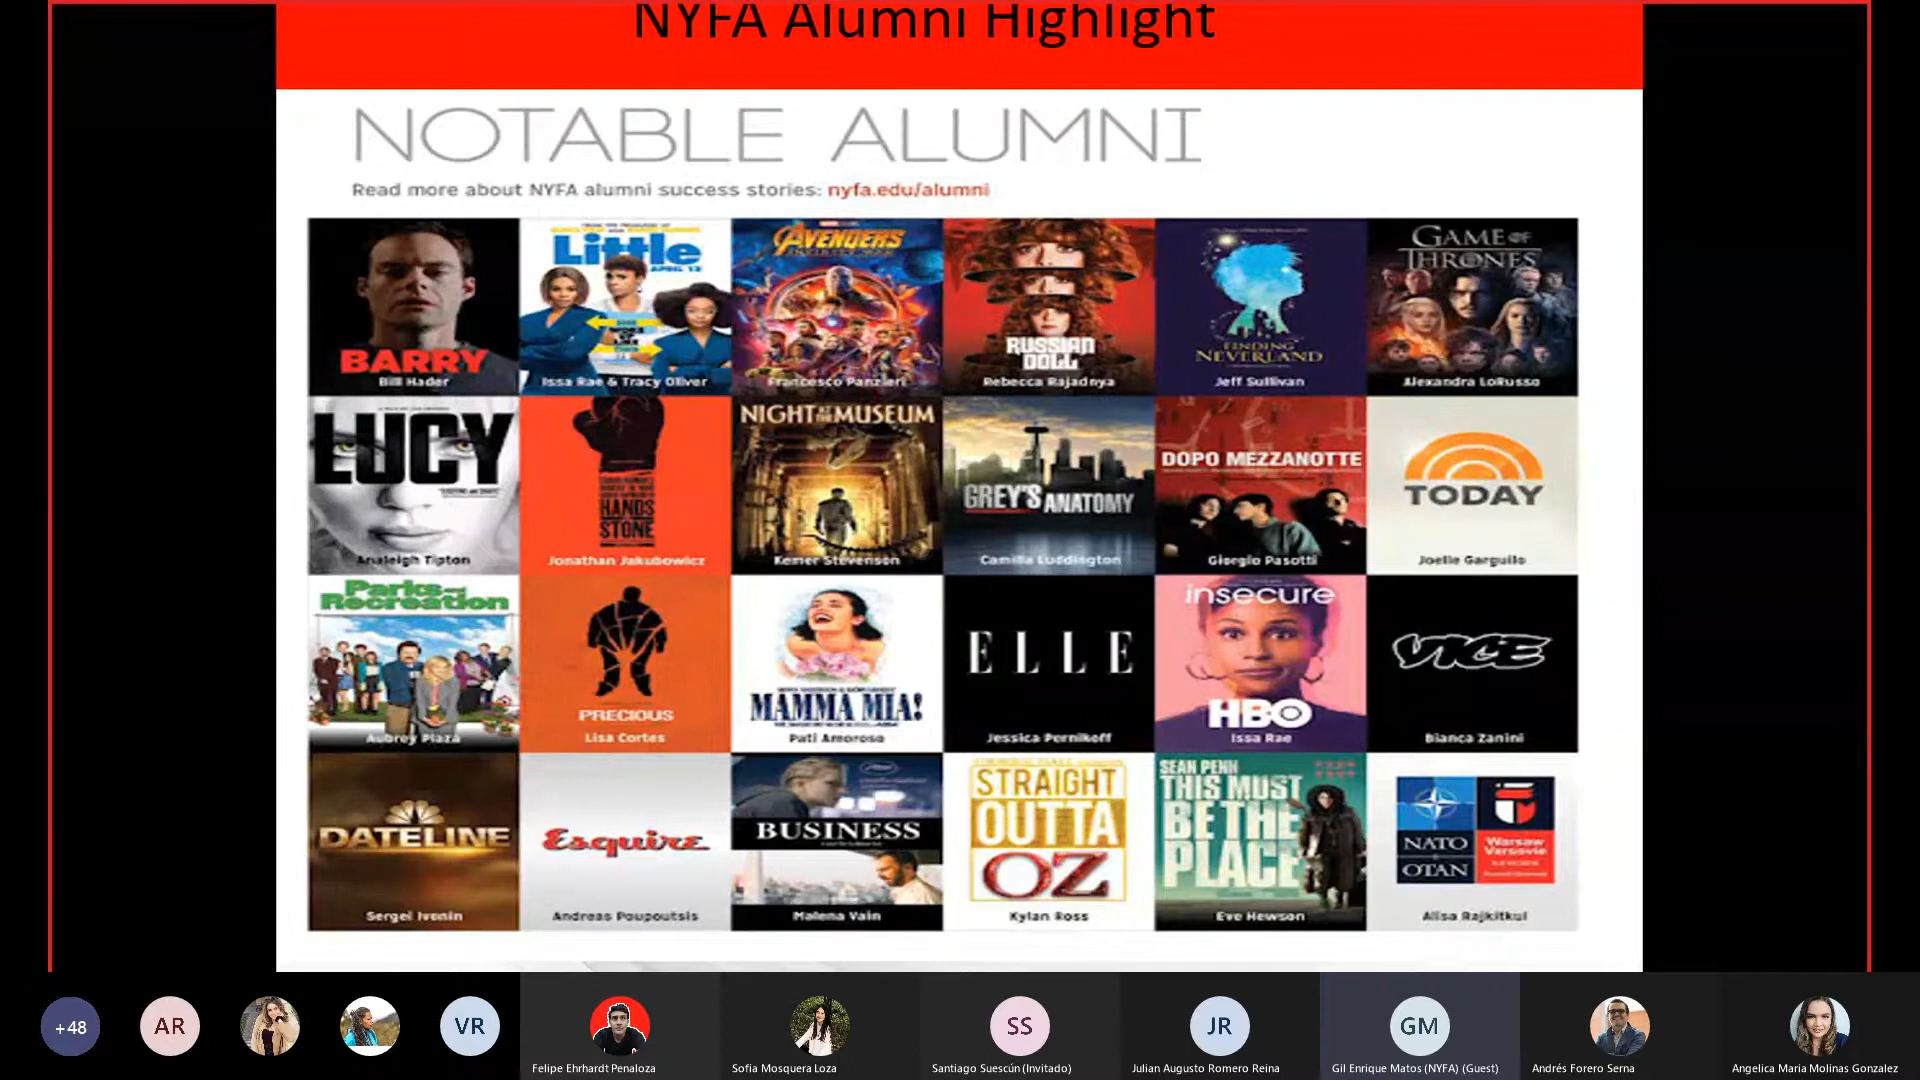 NYFA Alumni Highlight
NOTABLE ALUMNI
Read more about NYFA alumni success stories: nyfa.edu/alumni
BARRY
Bill Hader
Little
APRIL 12
Issa Rae & Tracy Oliver
AVENGERS
INFINITY WAR
Francesco Panzieri
RUSSIAN
DOLL
Rebecca Rajadnya
FINDING
NEVERLAND
Jeff Sullivan
GAME OF
THRONES
Alexandra LoRusso
LUCY
Analeigh Tipton
HANDS
STONE
Jonathan Jakubowicz
NIGHT AT THE MUSEUM
Kemer Stevenson
GREY'S ANATOMY
Camilla Luddington
DOPO MEZZANOTTE
Giorgio Pasotti
TODAY
Joelle Garguilo
Parks and
Recreation
Aubrey Plaza
PRECIOUS
Lisa Cortes
MAMMA MIA!
Pati Amoroso
ELLE
Jessica Pernikoff
insecure
HBO
Issa Rae
VICE
Bianca Zanini
DATELINE
Sergei Ivonin
Esquire
Andreas Poupoutsis
BUSINESS
Malena Vain
STRAIGHT
OUTTA
OZ
Kylan Ross
SEAN PENN
THIS MUST
BE THE
PLACE
Eve Hewson
NATO
OTAN
Warsaw
Varsovie
Alisa Rajkitkul
+48
AR
VR
SS
JR
GM
Felipe Ehrhardt Penaloza
Sofia Mosquera Loza
Santiago Suescún (Invitado)
Julian Augusto Romero Reina
Gil Enrique Matos (NYFA) (Guest)
Andrés Forero Serna
Angelica Maria Molinas Gonzalez